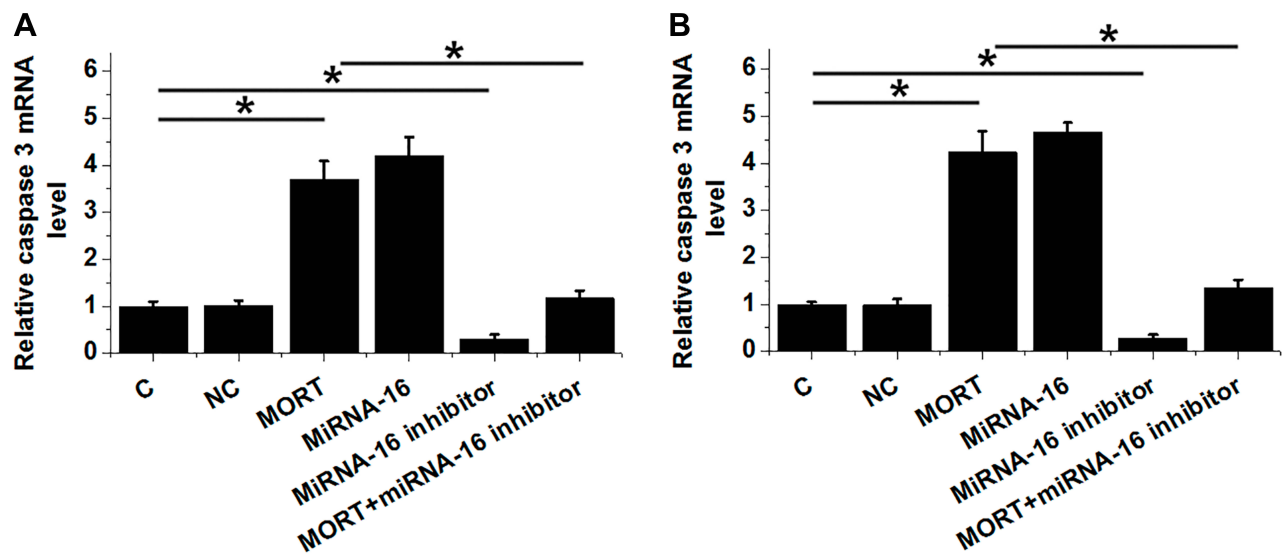 A
Relative caspase 3 mRNA
level
6
5
4
3
2
1
0
*
*
*
C
NC
MORT
MiRNA-16
MiRNA-16 inhibitor
MORT+miRNA-16 inhibitor
B
Relative caspase 3 mRNA
level
6
5
4
3
2
1
0
*
*
*
C
NC
MORT
MiRNA-16
MiRNA-16 inhibitor
MORT+miRNA-16 inhibitor